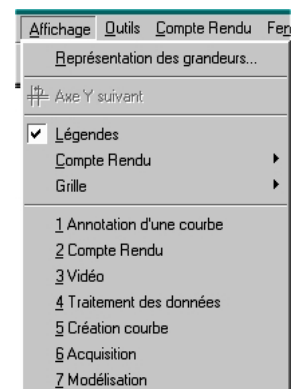 Affichage Outils Compte Rendu
Représentation des grandeurs...
Axe Y suivant
Légendes
Compte Rendu
Grille
1 Annotation d'une courbe
2 Compte Rendu
3 Vidéo
4 Traitement des données
5 Création courbe
6 Acquisition
7 Modélisation